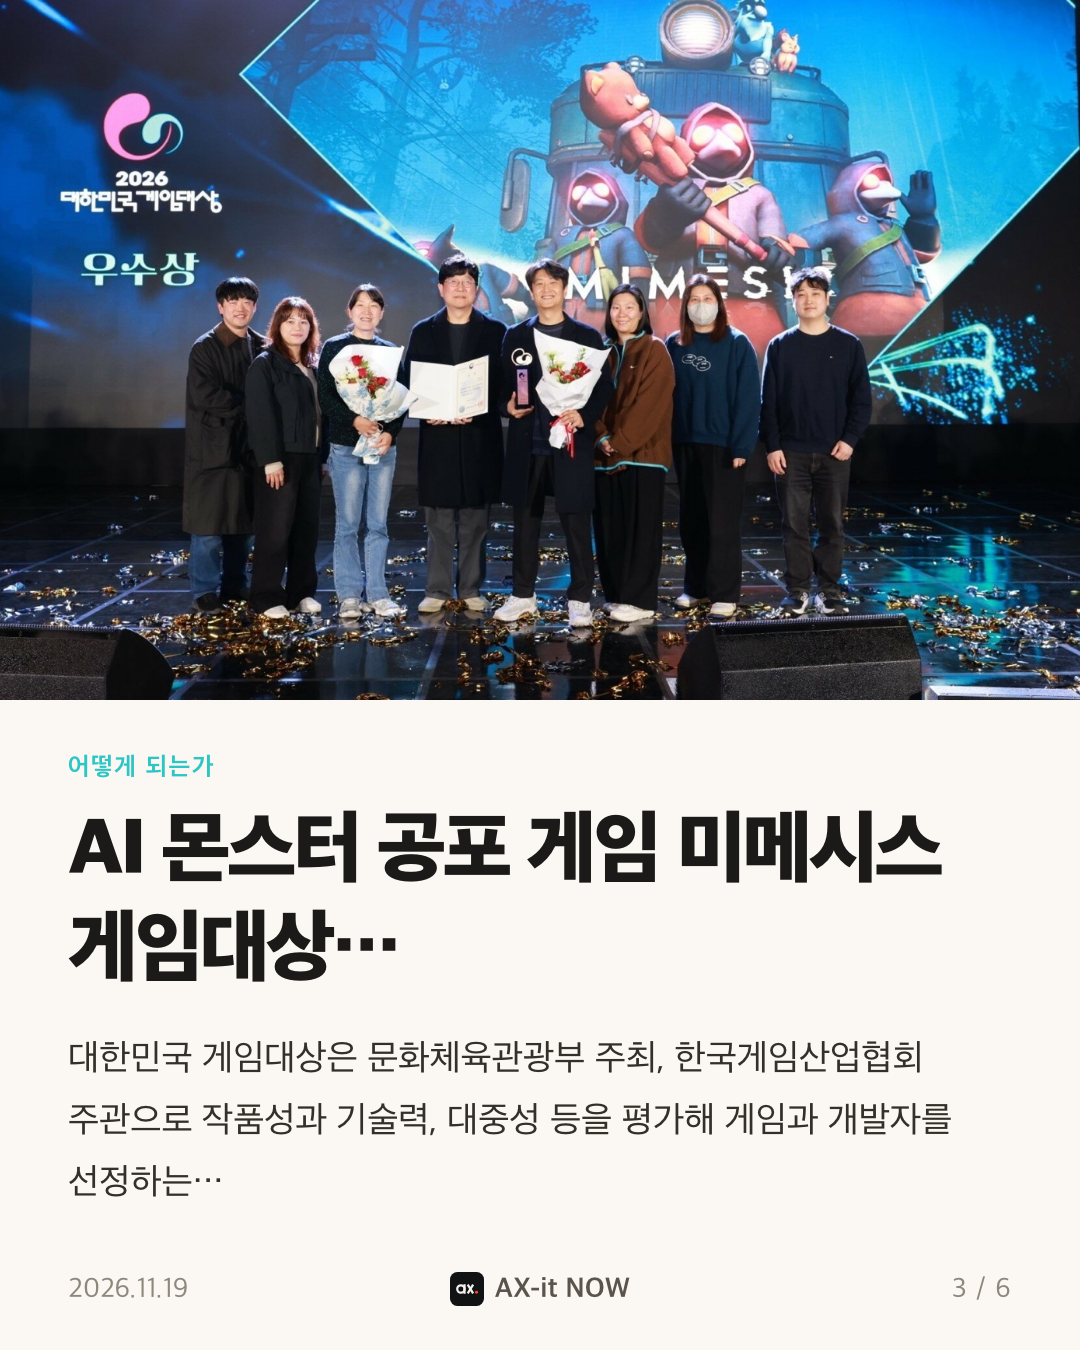 2026
대한민국 게임대상
우수상
MIMES
어떻게 되는가
AI 몬스터 공포 게임 미메시스
게임대상…
대한민국 게임대상은 문화체육관광부 주최, 한국게임산업협회
주관으로 작품성과 기술력, 대중성 등을 평가해 게임과 개발자를
선정하는…
2026.11.19
ax.
AX-it NOW
3 / 6